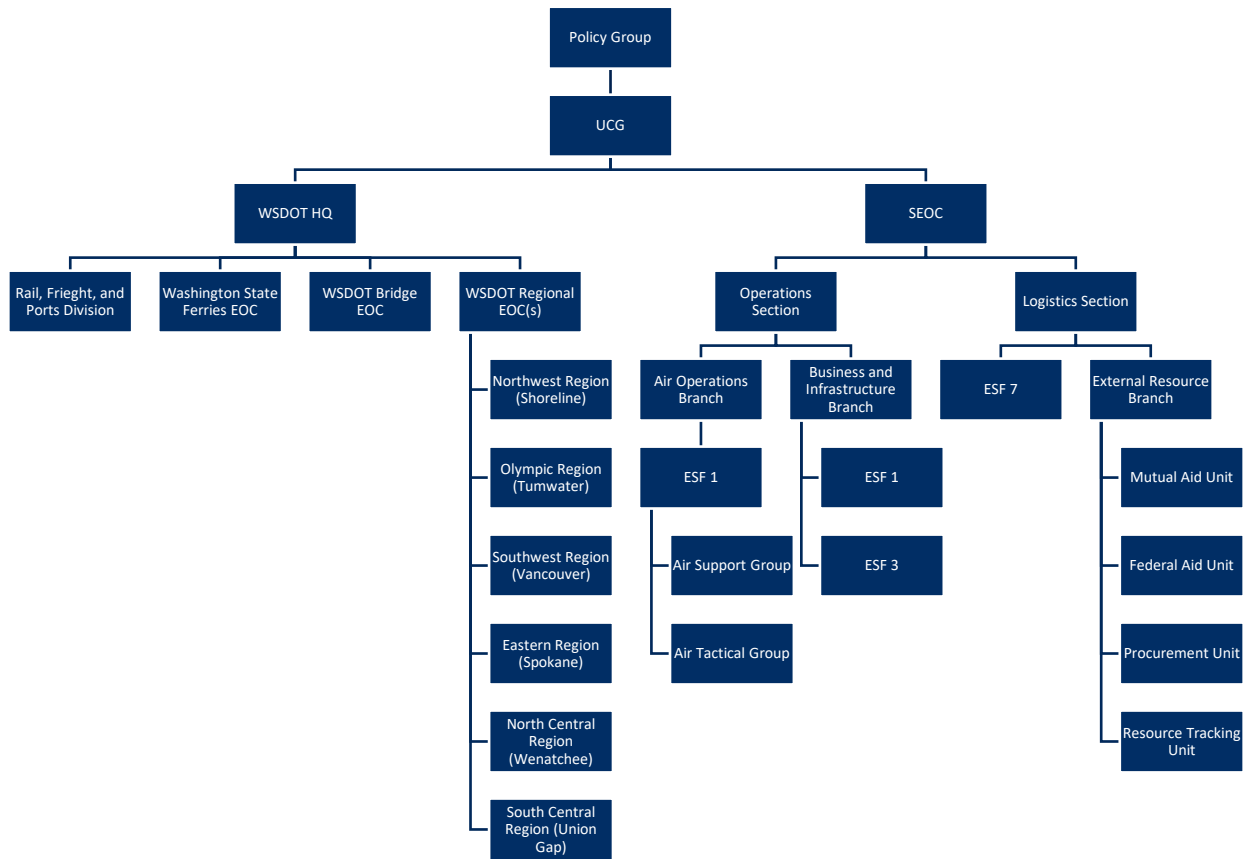 Policy Group
UCG
WSDOT HQ
SEOC
Rail, Frieght, and
Ports Division
Washington State
Ferries EOC
WSDOT Bridge
EOC
WSDOT Regional
EOC(s)
Operations
Section
Logistics Section
Northwest Region
(Shoreline)
Olympic Region
(Tumwater)
Southwest Region
(Vancouver)
Eastern Region
(Spokane)
North Central
Region
(Wenatchee)
South Central
Region (Union
Gap)
Air Operations
Branch
ESF 1
Air Support Group
Air Tactical Group
Business and
Infrastructure
Branch
ESF 1
ESF 3
ESF 7
External Resource
Branch
Mutual Aid Unit
Federal Aid Unit
Procurement Unit
Resource Tracking
Unit